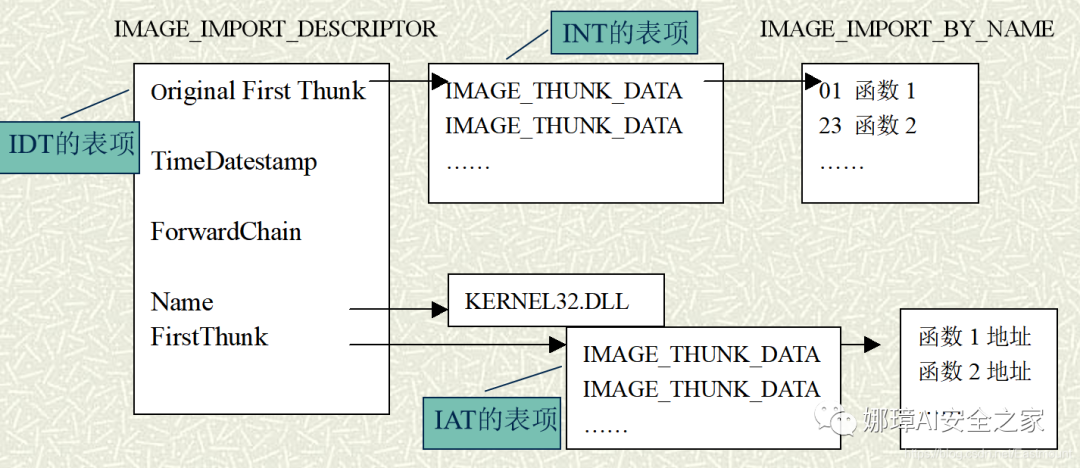 IMAGE_IMPORT_DESCRIPTOR
INT的表项
IMAGE_IMPORT_BY_NAME
IDT的表项
Original First Thunk
TimeDatestamp
ForwardChain
Name
FirstThunk
IMAGE_THUNK_DATA
IMAGE_THUNK_DATA
……
01 函数 1
23 函数 2
……
KERNEL32.DLL
IMAGE_THUNK_DATA
IMAGE_THUNK_DATA
……
IAT的表项
函数 1 地址
函数 2 地址
……
娜璋AI安全之家